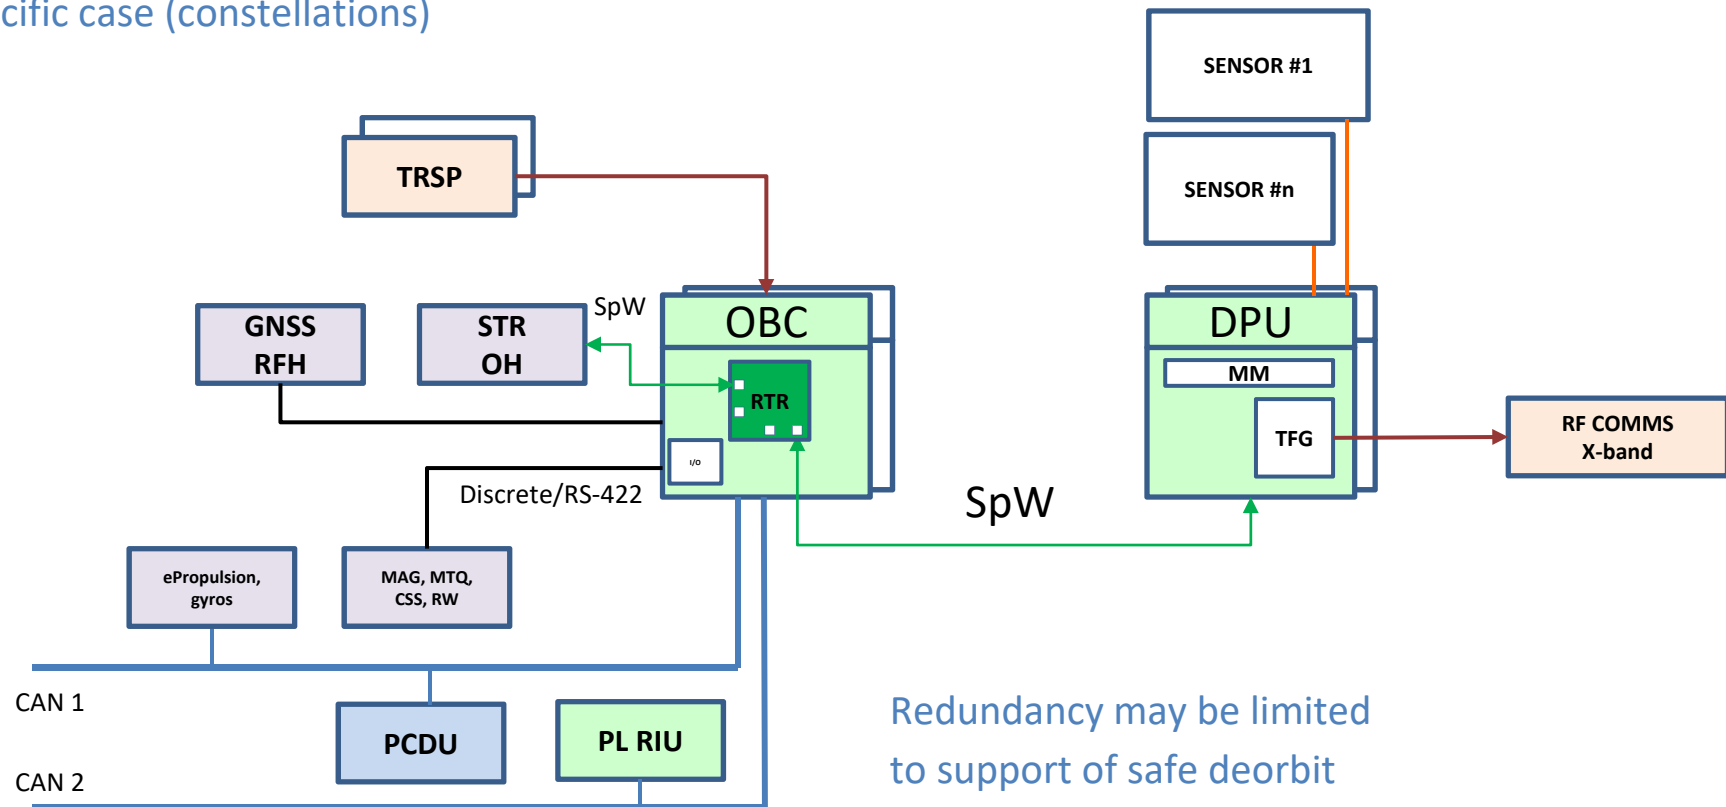 cific case (constellations)
SENSOR #1
TRSP
SENSOR #n
SpW
GNSS
RFH
STR
OH
OBC
DPU
MM
RTR
TFG
RF COMMS
X-band
I/O
Discrete/RS-422
SpW
ePropulsion,
gyros
MAG, MTQ,
CSS, RW
CAN 1
PCDU
PL RIU
Redundancy may be limited
to support of safe deorbit
CAN 2